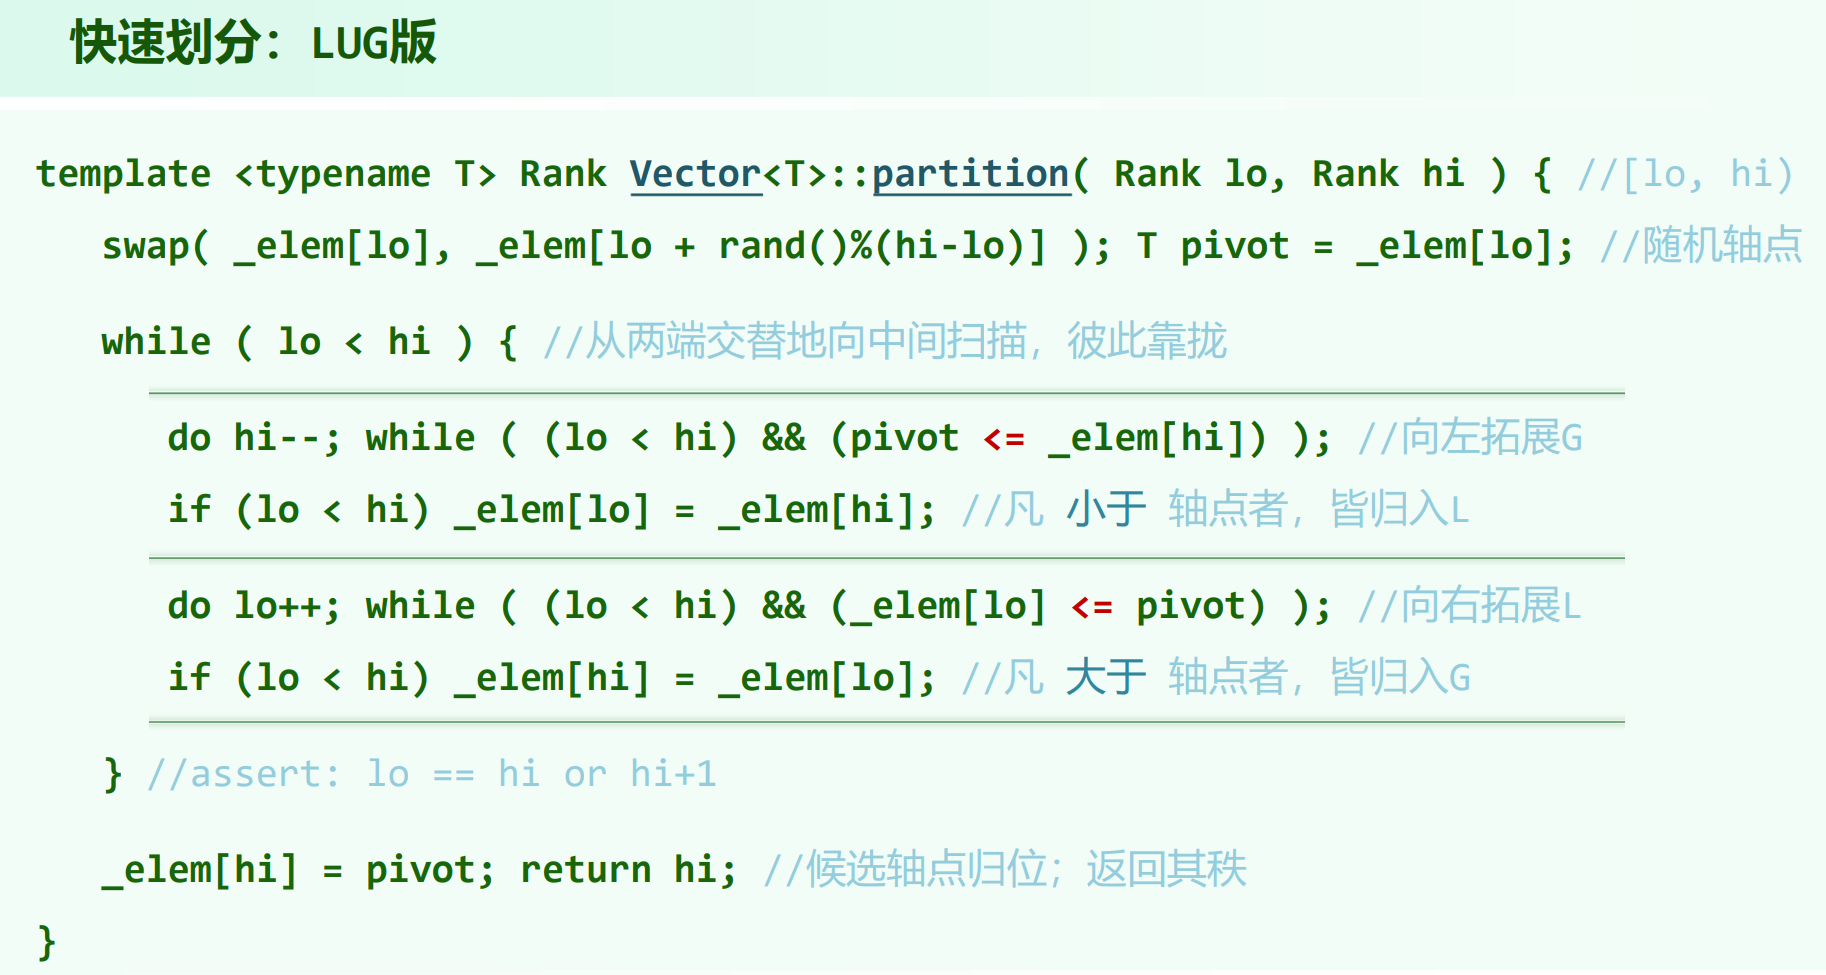 快速划分：LUG版
template <typename T> Rank Vector<T>::partition( Rank lo, Rank hi ) { //[lo, hi)
swap( _elem[lo], _elem[lo + rand()%(hi-lo)] ); T pivot = _elem[lo]; //随机轴点
while ( lo < hi ) { //从两端交替地向中间扫描，彼此靠拢
do hi--; while ( (lo < hi) && (pivot <= _elem[hi]) ); //向左拓展G
if (lo < hi) _elem[lo] = _elem[hi]; //凡 小于 轴点者，皆归入L
do lo++; while ( (lo < hi) && (_elem[lo] <= pivot) ); //向右拓展L
if (lo < hi) _elem[hi] = _elem[lo]; //凡 大于 轴点者，皆归入G
} //assert: lo == hi or hi+1
_elem[hi] = pivot; return hi; //候选轴点归位；返回其秩
}